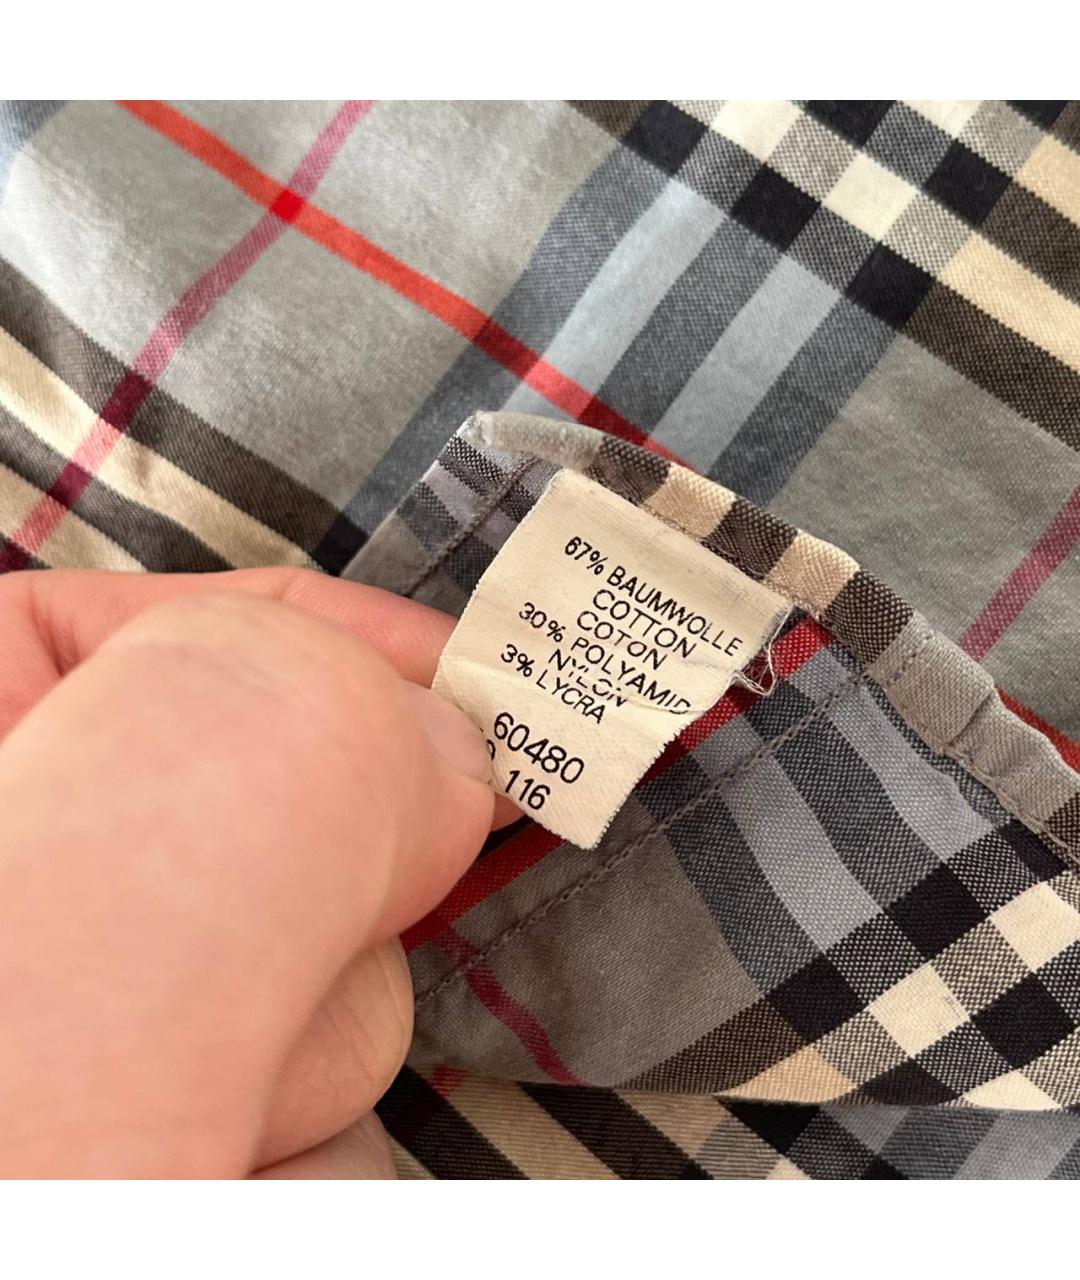 67% BAUMWOLLE
COTTON
COTON
30% POLYAMID
NYLON
3% LYCRA
60480
116